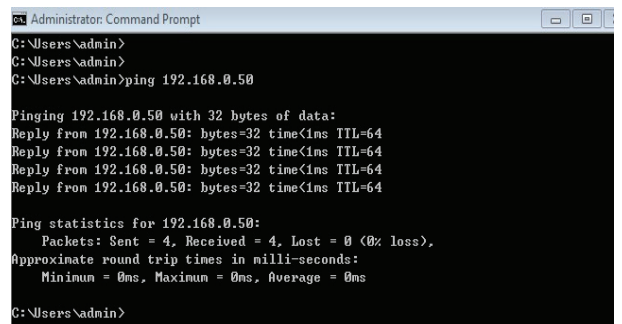 Administrator: Command Prompt
C:\Users\admin>
C:\Users\admin>
C:\Users\admin>ping 192.168.0.50
Pinging 192.168.0.50 with 32 bytes of data:
Reply from 192.168.0.50: bytes=32 time<1ms TTL=64
Reply from 192.168.0.50: bytes=32 time<1ms TTL=64
Reply from 192.168.0.50: bytes=32 time<1ms TTL=64
Reply from 192.168.0.50: bytes=32 time<1ms TTL=64
Ping statistics for 192.168.0.50:
Packets: Sent = 4, Received = 4, Lost = 0 (0% loss),
Approximate round trip times in milli-seconds:
Minimum = 0ms, Maximum = 0ms, Average = 0ms
C:\Users\admin>